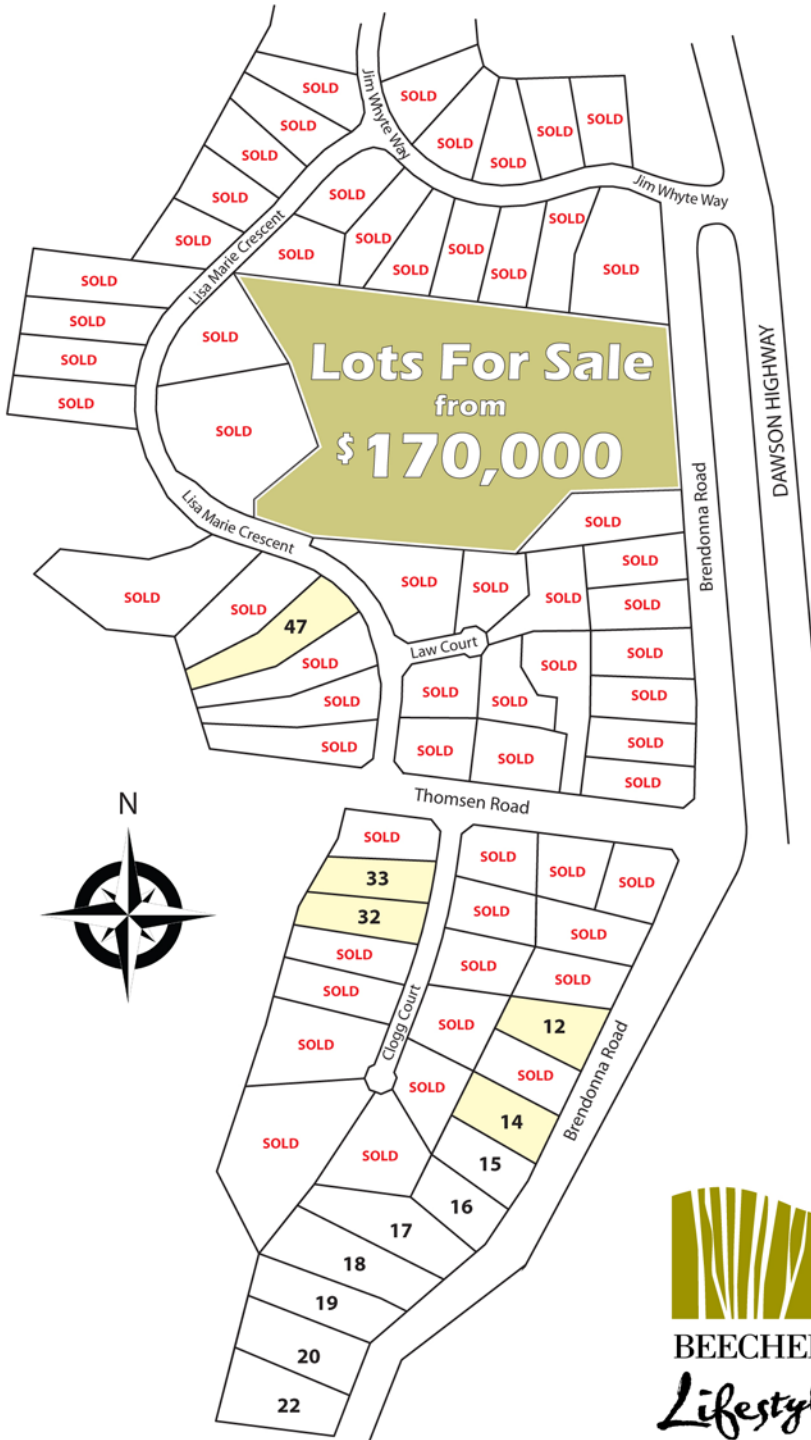 SOLD
SOLD
Jim Whyte Way
SOLD
SOLD
SOLD
SOLD
SOLD
SOLD
SOLD
SOLD
Jim Whyte Way
SOLD
SOLD
SOLD
SOLD
SOLD
SOLD
SOLD
SOLD
Lisa Marie Crescent
SOLD
SOLD
SOLD
SOLD
SOLD
SOLD
Lots For Sale
from
$170,000
DAWSON HIGHWAY
Brendonna Road
Lisa Marie Crescent
SOLD
SOLD
SOLD
SOLD
SOLD
SOLD
SOLD
SOLD
47
Law Court
SOLD
SOLD
SOLD
SOLD
SOLD
SOLD
SOLD
SOLD
SOLD
SOLD
SOLD
SOLD
Thomsen Road
N
SOLD
SOLD
SOLD
SOLD
33
32
SOLD
SOLD
SOLD
SOLD
SOLD
SOLD
Clogg Court
SOLD
12
SOLD
SOLD
SOLD
Brendonna Road
14
SOLD
SOLD
15
16
17
18
19
20
22
BEECHE
Lifesty